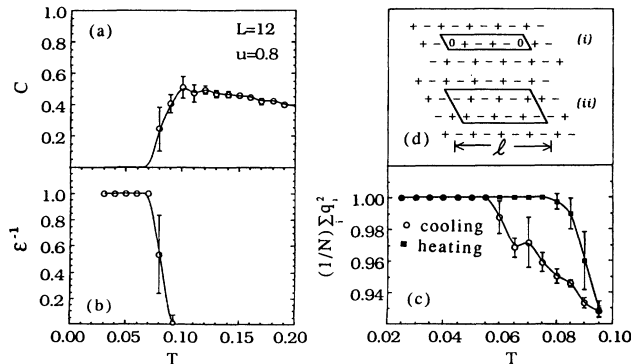 (a)
L=12
u=0.8
C
1.0
0.8
0.6
0.4
0.2
(b)
ε⁻¹
1.0
0.8
0.6
0.4
0.2
0.00 0.05 0.10 0.15 0.20
T
+ - + - + - + -
+ 0 + - + - 0 + - (i)
+ - + - + - + -
+ - + - + - + - (ii)
(d)
ℓ
(c)
(1/N) Σ q_i^2
i
1.00
0.98
0.96
0.94
cooling
heating
0.02 0.04 0.06 0.08 0.10
T